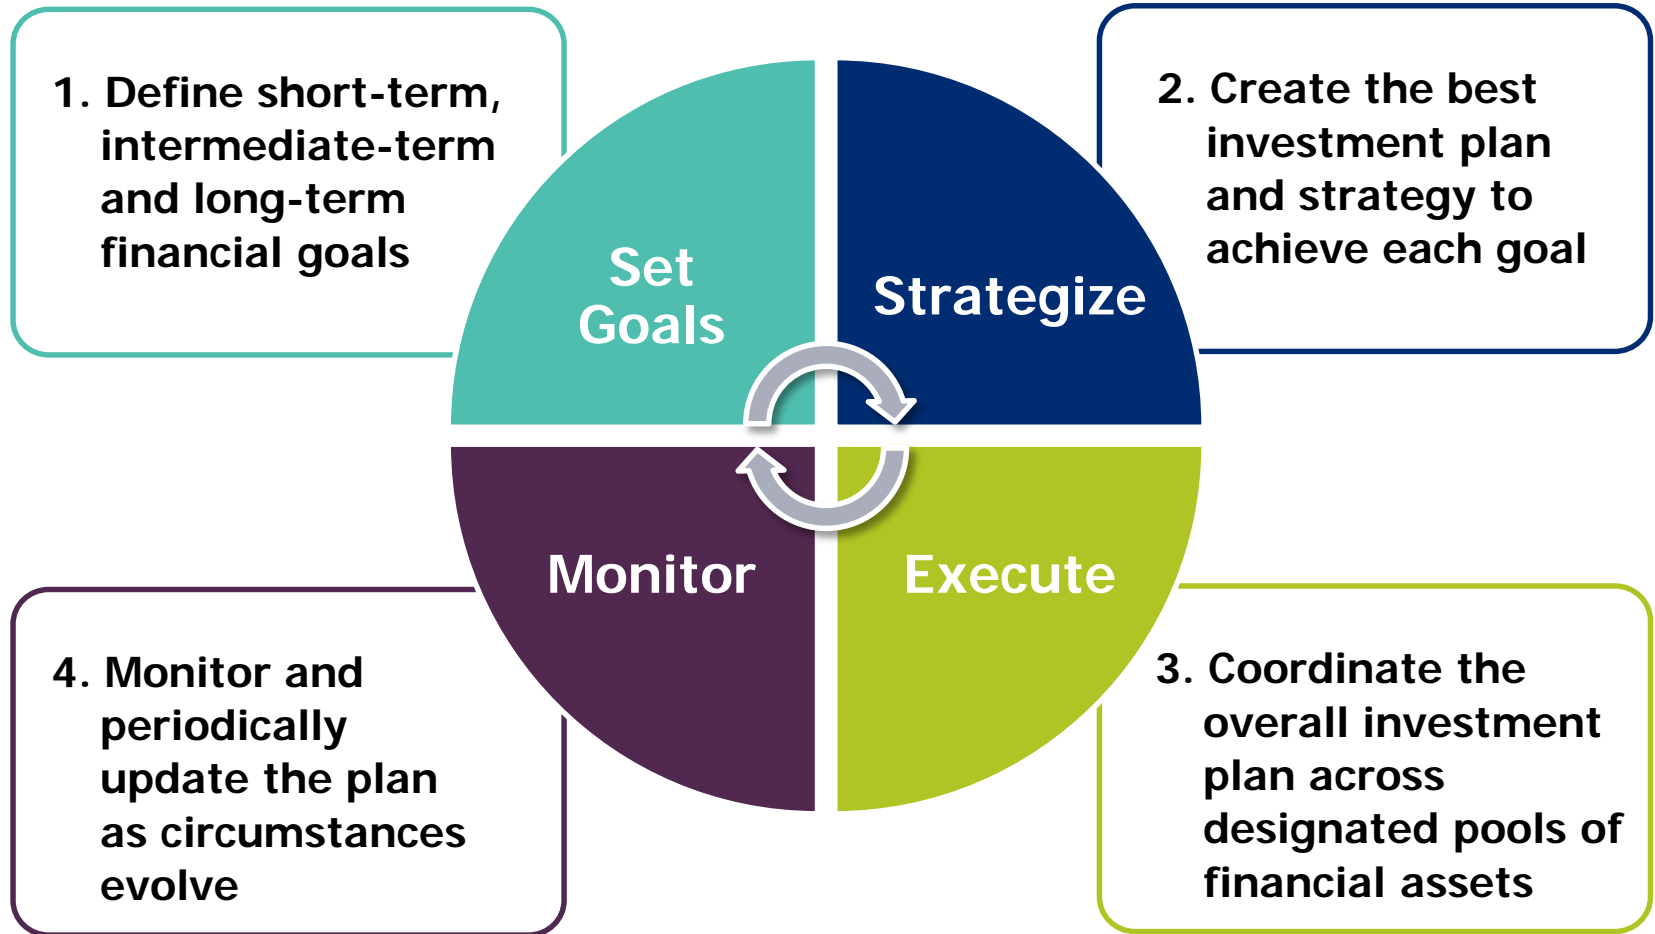 1. Define short-term,
intermediate-term
and long-term
financial goals
Set
Goals
2. Create the best
investment plan
and strategy to
achieve each goal
Strategize
Monitor
4. Monitor and
periodically
update the plan
as circumstances
evolve
Execute
3. Coordinate the
overall investment
plan across
designated pools of
financial assets